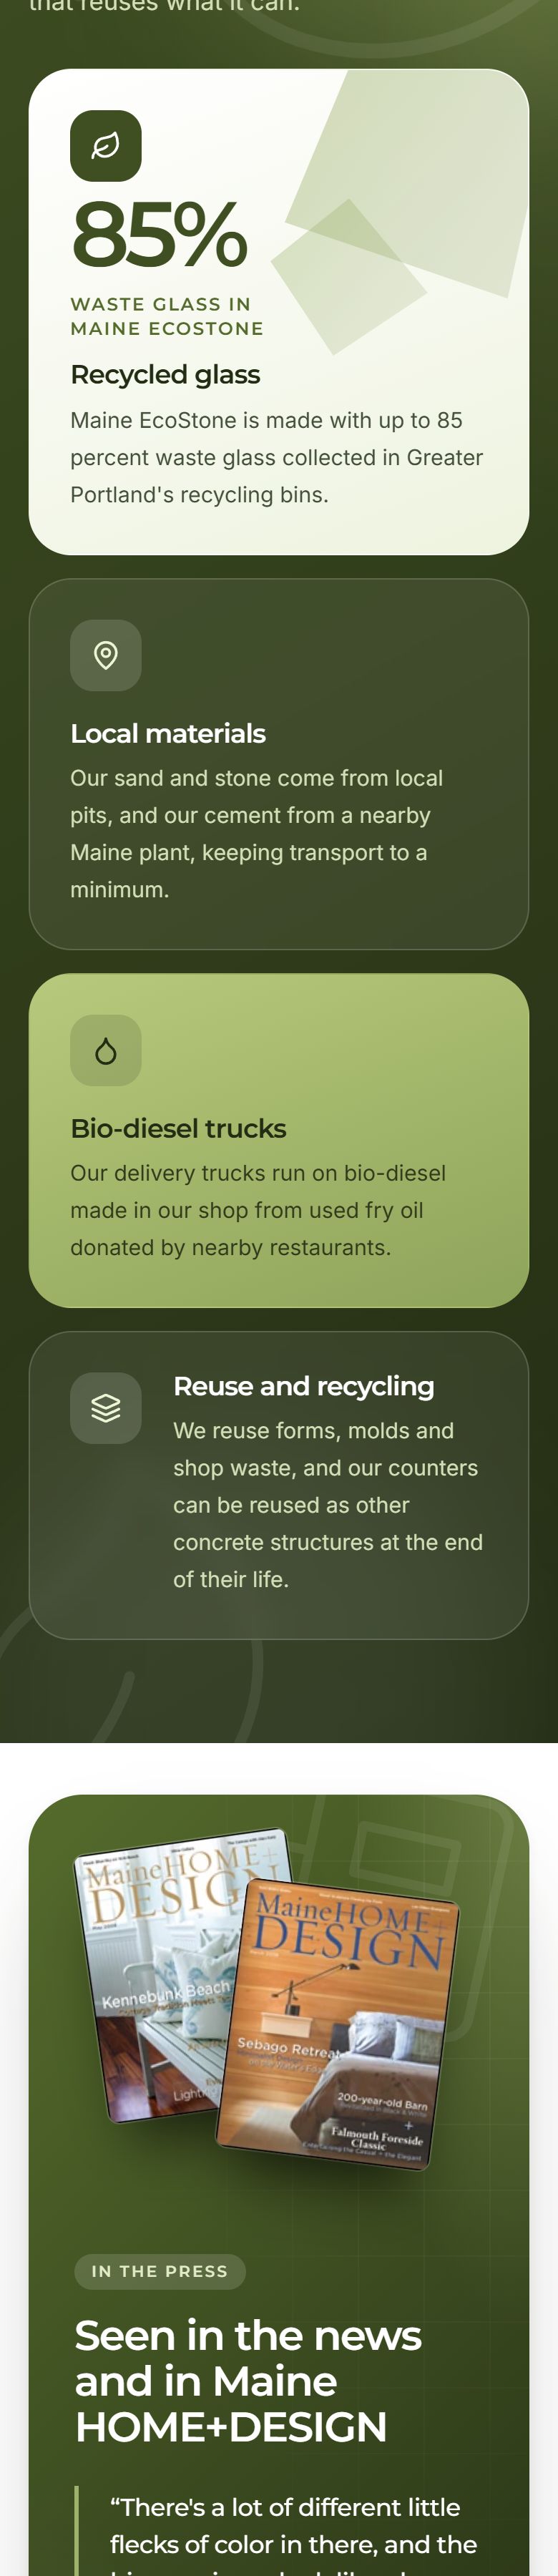 that reuses what it can.
85%
WASTE GLASS IN
MAINE ECOSTONE
Recycled glass
Maine EcoStone is made with up to 85
percent waste glass collected in Greater
Portland's recycling bins.
Local materials
Our sand and stone come from local
pits, and our cement from a nearby
Maine plant, keeping transport to a
minimum.
Bio-diesel trucks
Our delivery trucks run on bio-diesel
made in our shop from used fry oil
donated by nearby restaurants.
Reuse and recycling
We reuse forms, molds and
shop waste, and our counters
can be reused as other
concrete structures at the end
of their life.
MaineHOME+
DESIGN
Kennebunk Beach
MaineHOME+
DESIGN
Sebago Retreat
200-year-old Barn
+
Falmouth Foreside
Classic
IN THE PRESS
Seen in the news
and in Maine
HOME+DESIGN
“There's a lot of different little
flecks of color in there, and the